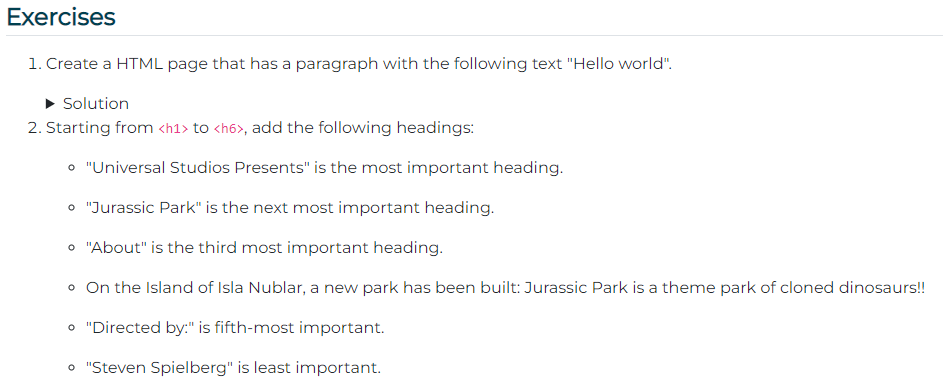 Exercises
1. Create a HTML page that has a paragraph with the following text "Hello world".
Solution
2. Starting from <h1> to <h6>, add the following headings:
"Universal Studios Presents" is the most important heading.
"Jurassic Park" is the next most important heading.
"About" is the third most important heading.
On the Island of Isla Nublar, a new park has been built: Jurassic Park is a theme park of cloned dinosaurs!!
"Directed by:" is fifth-most important.
"Steven Spielberg" is least important.